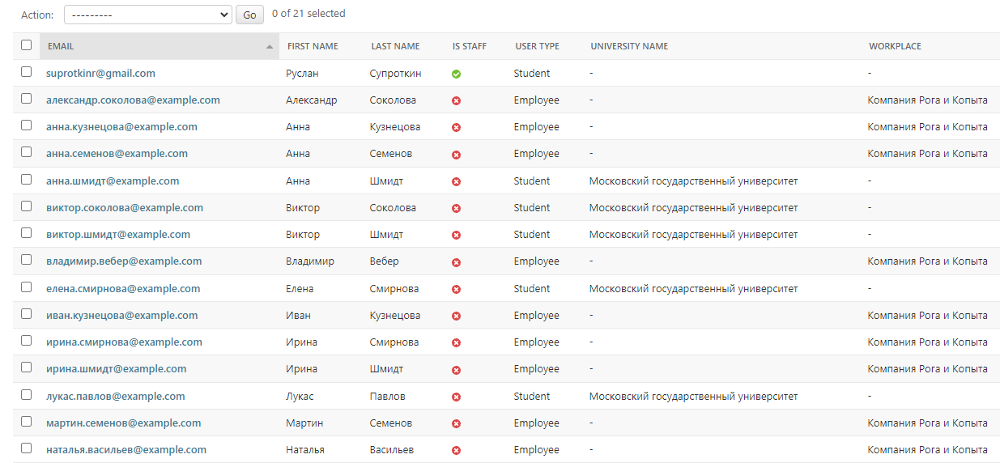 Action: --------- Go 0 of 21 selected
EMAIL FIRST NAME LAST NAME IS STAFF USER TYPE UNIVERSITY NAME WORKPLACE
suprotkinr@gmail.com Руслан Супроткин Student - -
александр.соколова@example.com Александр Соколова Employee - Компания Рога и Копыта
анна.кузнецова@example.com Анна Кузнецова Employee - Компания Рога и Копыта
анна.семенов@example.com Анна Семенов Employee - Компания Рога и Копыта
анна.шмидт@example.com Анна Шмидт Student Московский государственный университет -
виктор.соколова@example.com Виктор Соколова Student Московский государственный университет -
виктор.шмидт@example.com Виктор Шмидт Student Московский государственный университет -
владимир.вебер@example.com Владимир Вебер Employee - Компания Рога и Копыта
елена.смирнова@example.com Елена Смирнова Student Московский государственный университет -
иван.кузнецова@example.com Иван Кузнецова Employee - Компания Рога и Копыта
ирина.смирнова@example.com Ирина Смирнова Employee - Компания Рога и Копыта
ирина.шмидт@example.com Ирина Шмидт Employee - Компания Рога и Копыта
лукас.павлов@example.com Лукас Павлов Student Московский государственный университет -
мартин.семенов@example.com Мартин Семенов Employee - Компания Рога и Копыта
наталья.васильев@example.com Наталья Васильев Employee - Компания Рога и Копыта